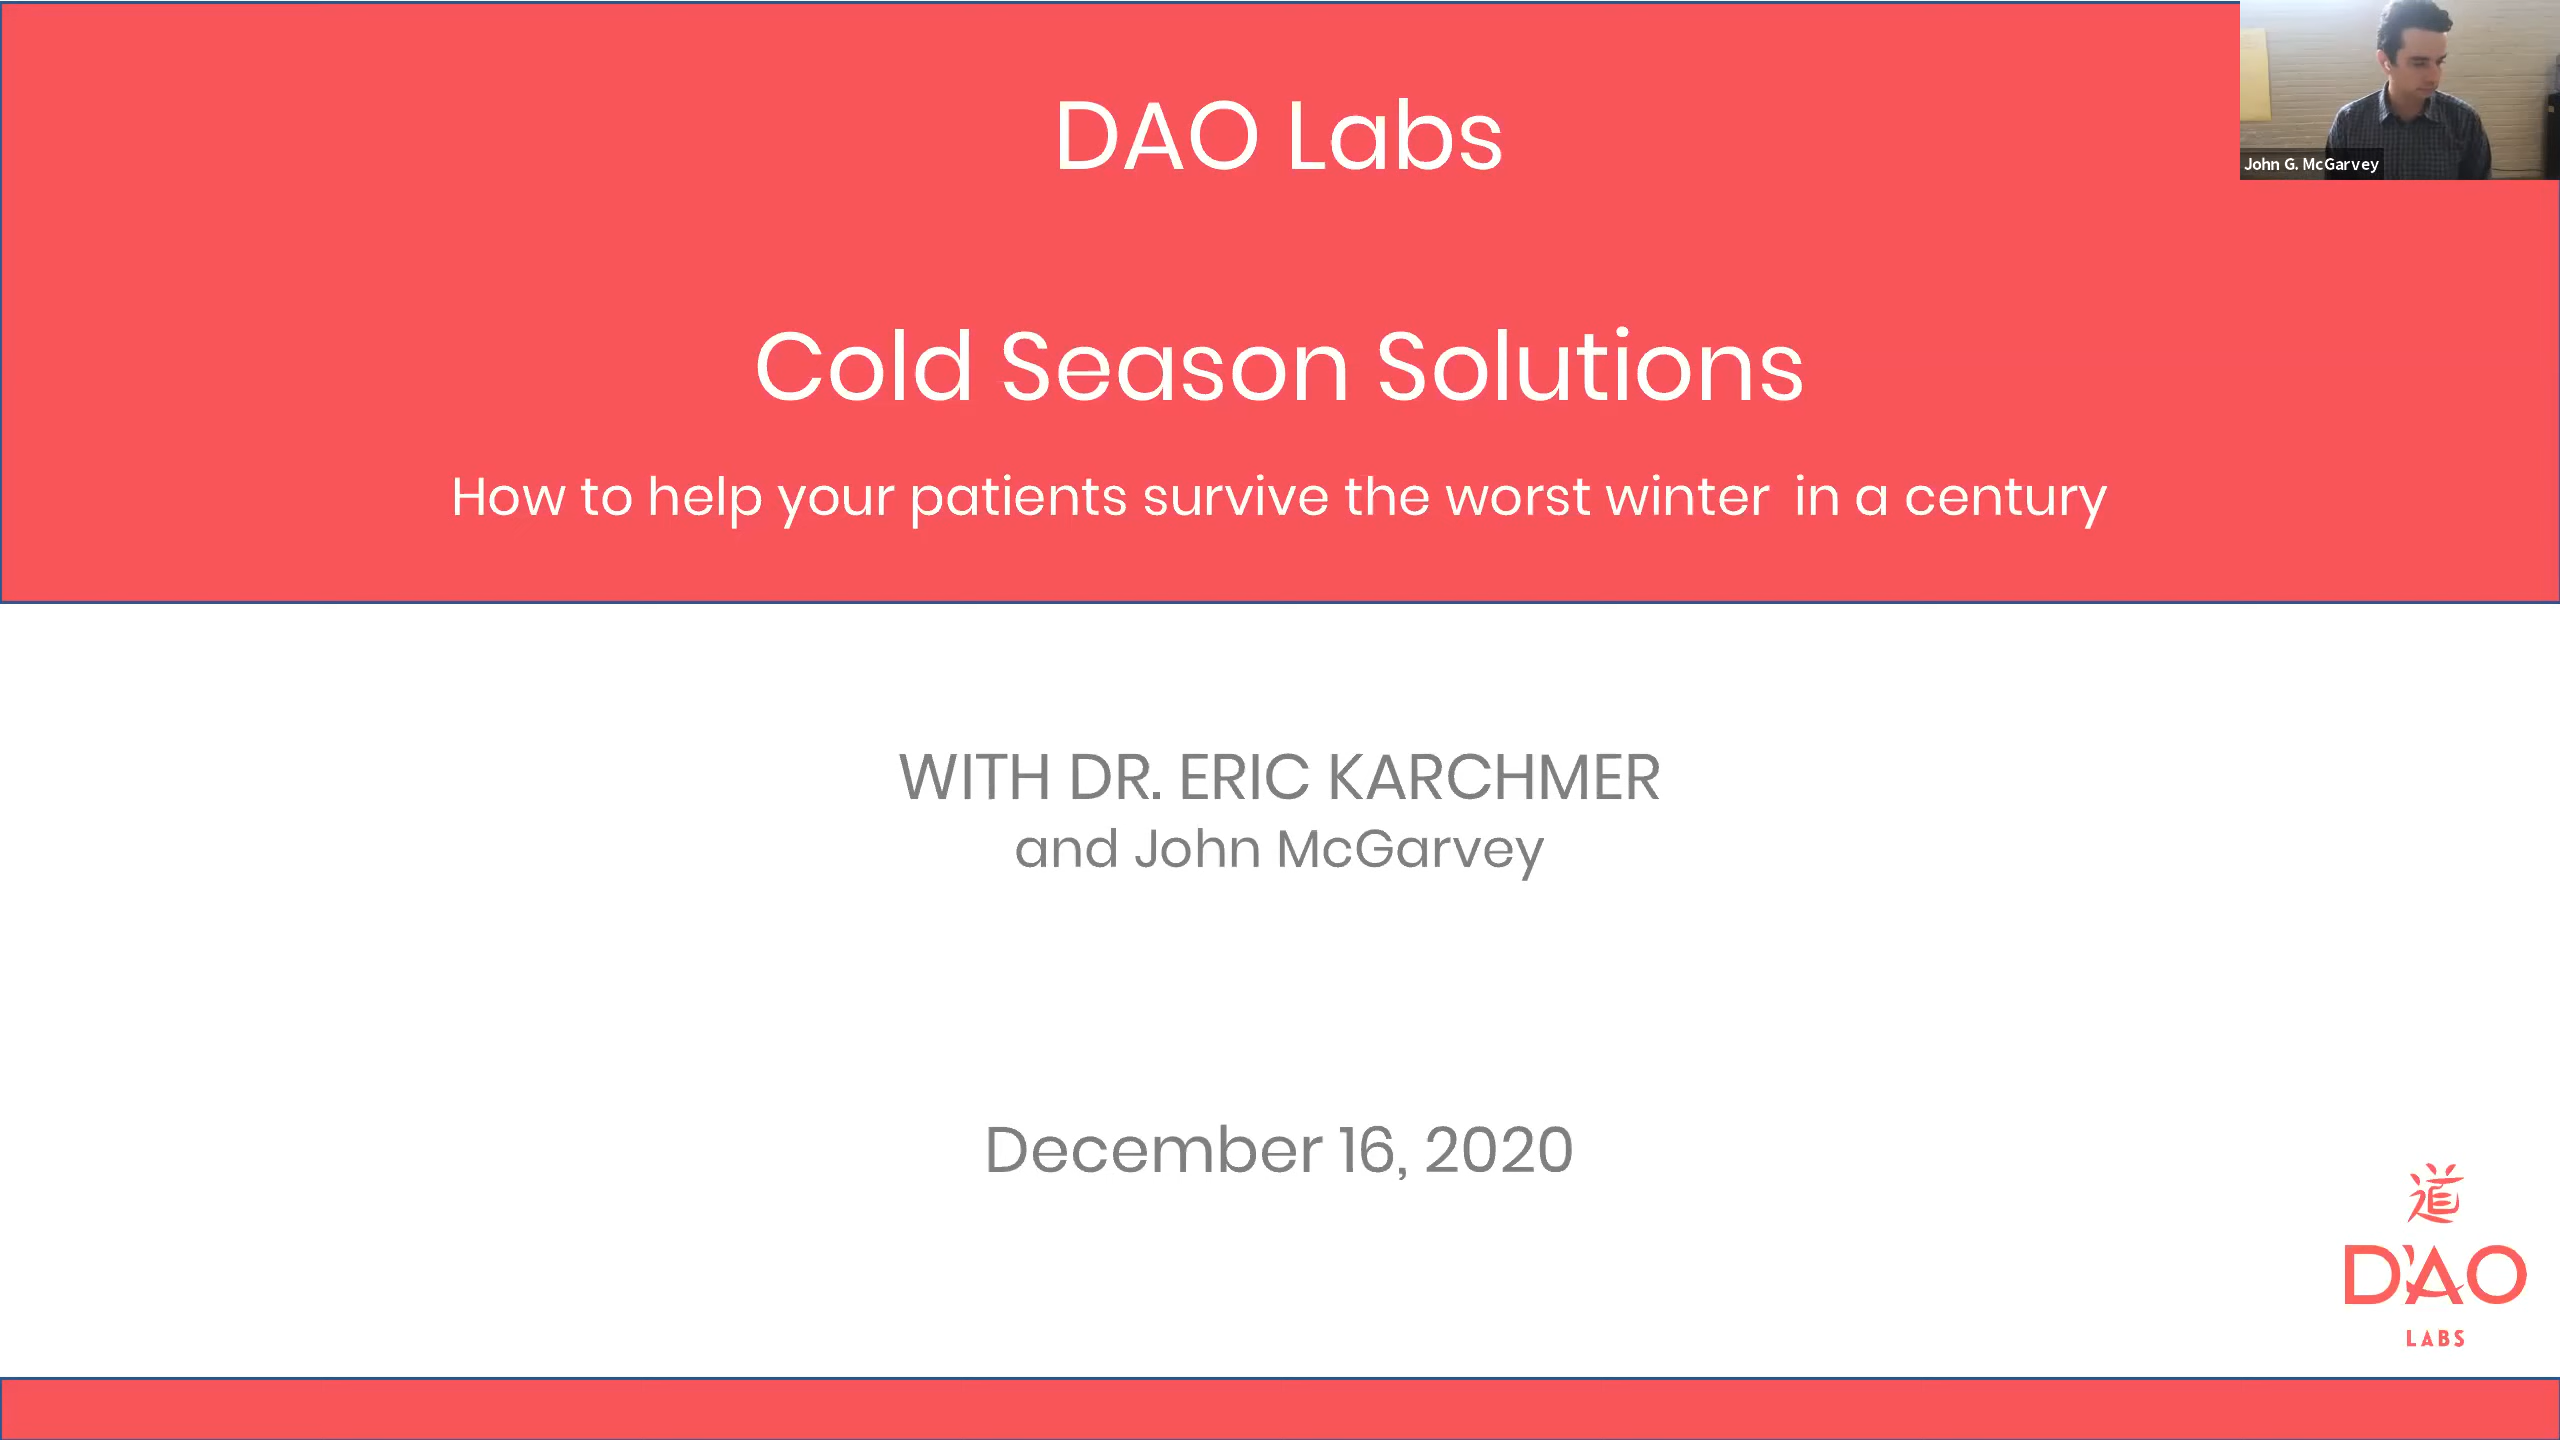 DAO Labs
John G. McGarvey
Cold Season Solutions
How to help your patients survive the worst winter in a century
WITH DR. ERIC KARCHMER
and John McGarvey
December 16, 2020
道
DAO
LABS